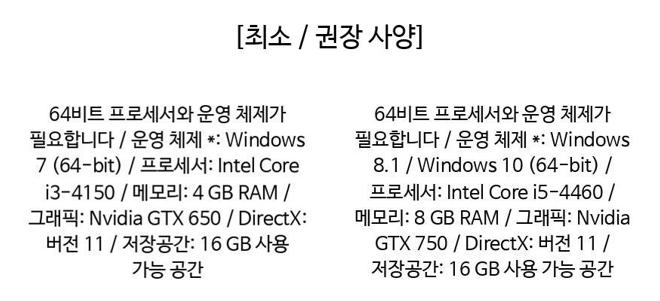 [최소 / 권장 사양]
64비트 프로세서와 운영 체제가
필요합니다 / 운영 체제 *: Windows
7 (64-bit) / 프로세서: Intel Core
i3-4150 / 메모리: 4 GB RAM /
그래픽: Nvidia GTX 650 / DirectX:
버전 11 / 저장공간: 16 GB 사용
가능 공간
64비트 프로세서와 운영 체제가
필요합니다 / 운영 체제 *: Windows
8.1 / Windows 10 (64-bit) /
프로세서: Intel Core i5-4460 /
메모리: 8 GB RAM / 그래픽: Nvidia
GTX 750 / DirectX: 버전 11 /
저장공간: 16 GB 사용 가능 공간